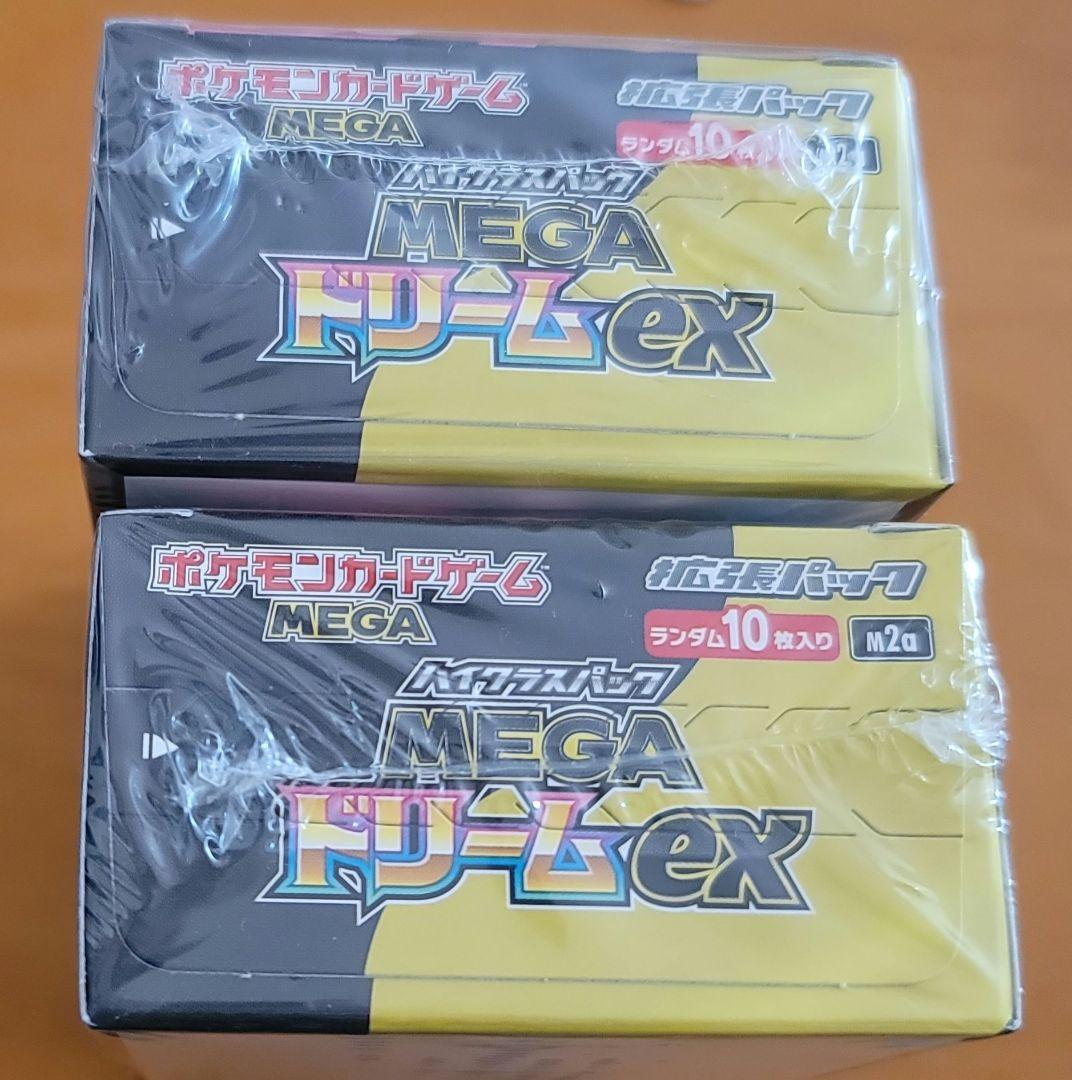 ポケモンカードゲーム
MEGA
拡張パック
ランダム10枚
ハイクラスパック
MEGA
ドリームex
ポケモンカードゲーム
MEGA
拡張パック
ランダム10枚入り
M2a
ハイクラスパック
MEGA
ドリームex